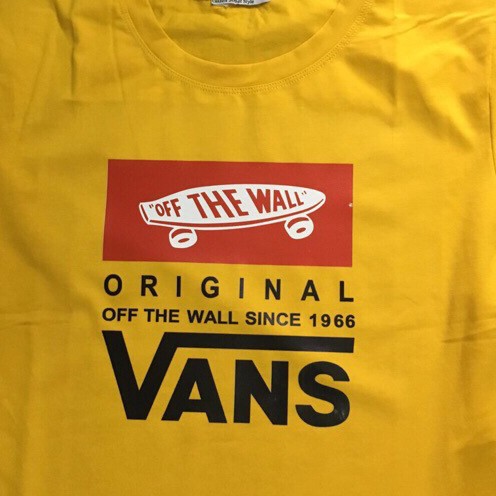 "OFF THE WALL"
ORIGINAL
OFF THE WALL SINCE 1966
VANS